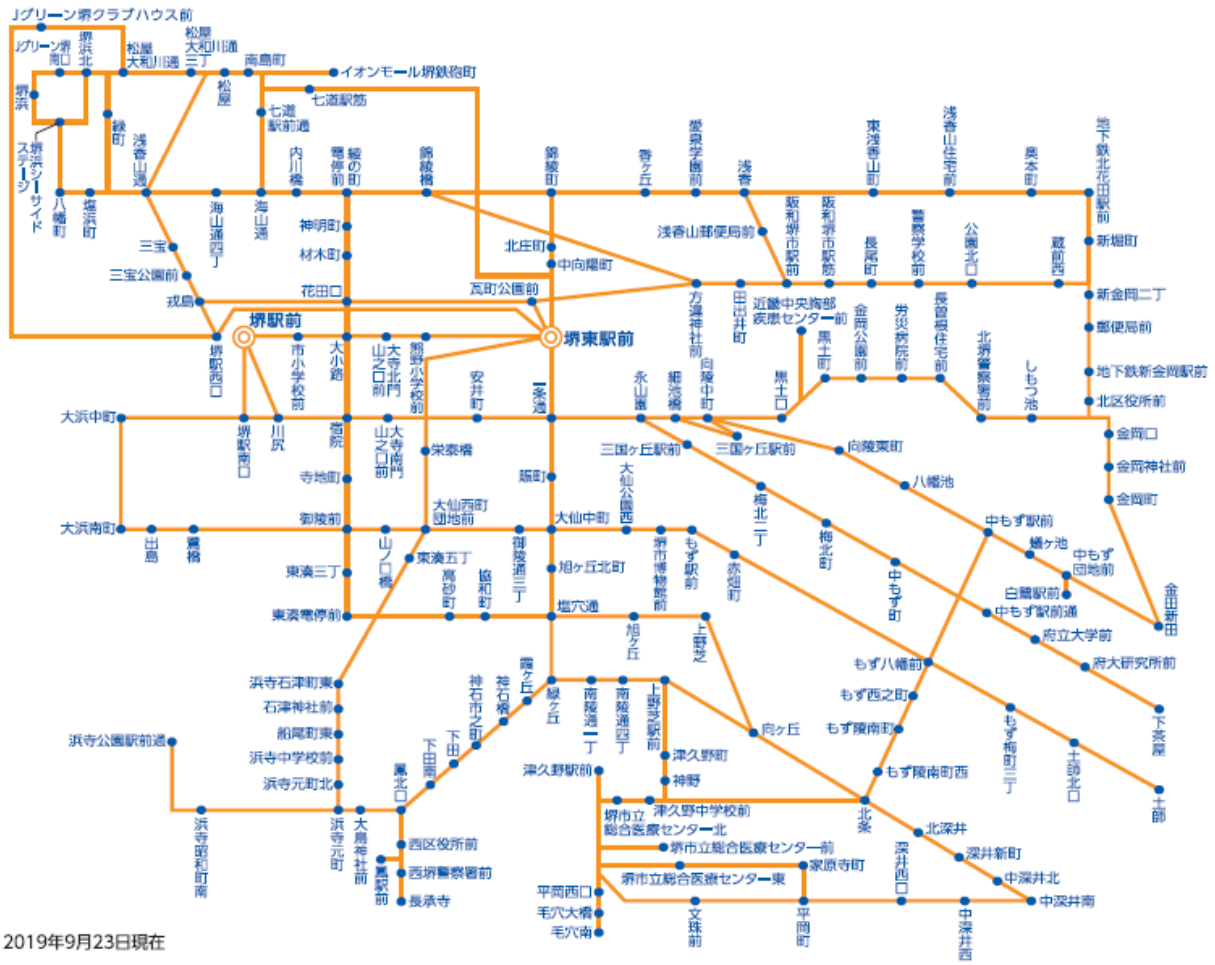 Jグリーン堺クラブハウス前
Jグリーン堺南口
堺浜北
松屋大和川通
松屋大和川通三丁
南島町
イオンモール堺鉄砲町
堺浜
緑町
浅香山通
松屋
七道駅前通
七道駅筋
堺浜シーサイドステージ
八幡町
塩浜町
海山通四丁
海山通
内川橋
綾の町電停前
錦綾橋
錦綾町
香ヶ丘
愛泉学園前
浅香
東浅香山町
浅香山住宅前
奥本町
地下鉄北花田駅前
三宝
三宝公園前
戎島
神明町
材木町
花田口
北庄町
中向陽町
瓦町公園前
浅香山郵便局前
阪和堺市駅前
阪和堺市駅筋
長尾町
警察学校前
公園北口
蔵前西
新堀町
新金岡二丁
郵便局前
地下鉄新金岡駅前
北区役所前
堺駅西口
堺駅前
市小学校前
大小路
大寺北門山之口前
熊野小学校前
堺東駅前
方違神社前
田出井町
近畿中央胸部疾患センター前
黒土町
金岡公園前
労災病院前
長曽根住宅前
北堺警察署前
しもつ池
大浜中町
堺駅南口
川尻
宿院
大寺南門山之口前
安井町
一条通
永山園
細池橋
向陵中町
黒土口
金岡口
金岡神社前
金岡町
栄泰橋
三国ヶ丘駅前
三国ヶ丘駅前
向陵東町
八幡池
寺地町
賑町
梅北二丁
梅北町
中もず駅前
蟻ヶ池
中もず団地前
白鷺駅前
金田新田
大浜南町
出島
鷺橋
御陵前
山ノ口橋
大仙西町団地前
御陵通三丁
大仙中町
大仙公園西
堺市博物館前
もず駅前
赤畑町
中もず町
中もず駅前通
府立大学前
府大研究所前
下茶屋
東湊三丁
東湊五丁
高砂町
協和町
旭ヶ丘北町
東湊電停前
塩穴通
旭ヶ丘
上野芝
もず八幡前
もず西之町
もず陵南町
もず陵南町西
もず梅町三丁
土師北口
土師
浜寺石津町東
石津神社前
船尾町東
浜寺中学校前
浜寺元町北
浜寺公園駅前通
浜寺昭和町南
浜寺元町
大鳥神社前
鳳北口
下田南
下田
神石市之町
神石橋
霞ヶ丘
緑ヶ丘
南陵通一丁
南陵通四丁
上野芝駅前
向ヶ丘
津久野町
神野
津久野駅前
堺市立総合医療センター北
津久野中学校前
北条
北深井
深井新町
中深井北
中深井南
西区役所前
鳳駅前
西堺警察署前
長承寺
堺市立総合医療センター前
堺市立総合医療センター東
家原寺町
深井西口
平岡西口
毛穴大橋
毛穴南
文珠前
平岡町
中深井西
2019年9月23日現在